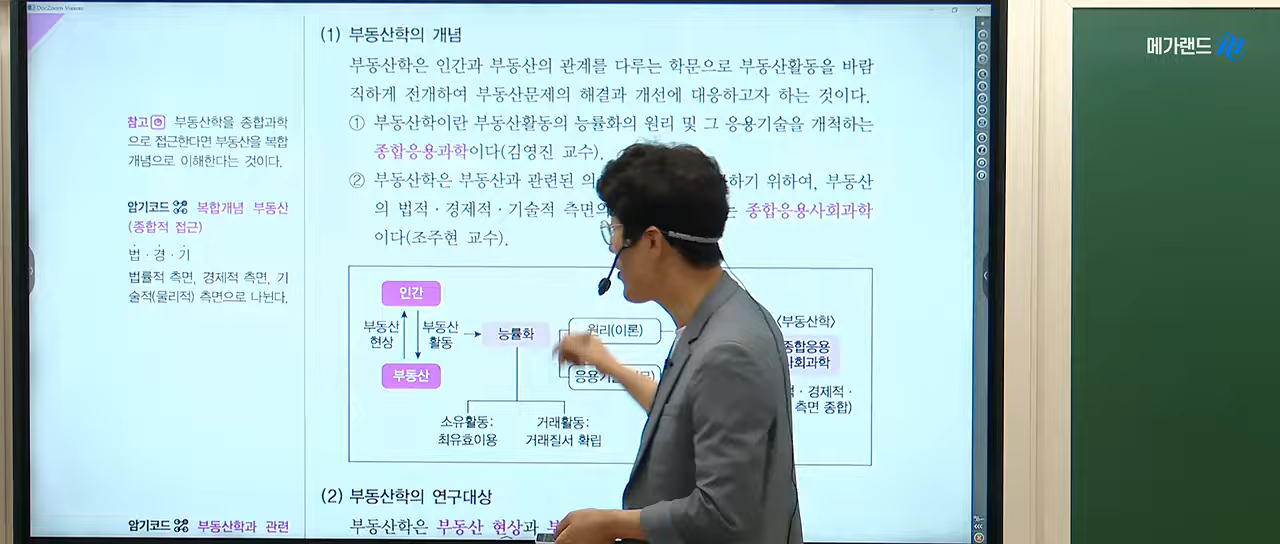 DocZoom Viewer
메가랜드
(1) 부동산학의 개념
부동산학은 인간과 부동산의 관계를 다루는 학문으로 부동산활동을 바람
직하게 전개하여 부동산문제의 해결과 개선에 대응하고자 하는 것이다.
① 부동산학이란 부동산활동의 능률화의 원리 및 그 응용기술을 개척하는
종합응용과학이다(김영진 교수).
② 부동산학은 부동산과 관련된 의 하기 위하여, 부동산
의 법적·경제적·기술적 측면의 는 종합응용사회과학
이다(조주현 교수).
참고 부동산학을 종합과학
으로 접근한다면 부동산을 복합
개념으로 이해한다는 것이다.
암기코드 복합개념 부동산
(종합적 접근)
법·경·기
법률적 측면, 경제적 측면, 기
술적(물리적) 측면으로 나뉜다.
인간
부동산
현상
부동산
활동
부동산
능률화
원리(이론)
응용기
소유활동:
최유효이용
거래활동:
거래질서 확립
〈부동산학〉
종합응용
사회과학
적·경제적·
측면 종합)
(2) 부동산학의 연구대상
부동산학은 부동산 현상과
암기코드 부동산학과 관련